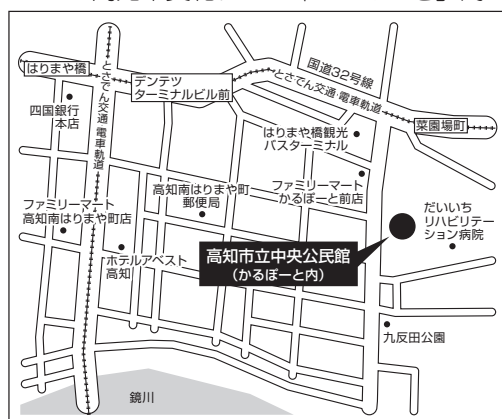 国道32号線
はりまや橋
とさでん交通 電車軌道
デンテツ
ターミナルビル前
とさでん交通・電車軌道
菜園場町
四国銀行
本店
はりまや橋観光
バスターミナル
ファミリーマート
かるぽーと前店
高知南はりまや町
郵便局
ファミリーマート
高知南はりまや町店
だいいち
リハビリテー
ション病院
ホテルアベスト
高知
高知市立中央公民館
(かるぽーと内)
九反田公園
鏡川